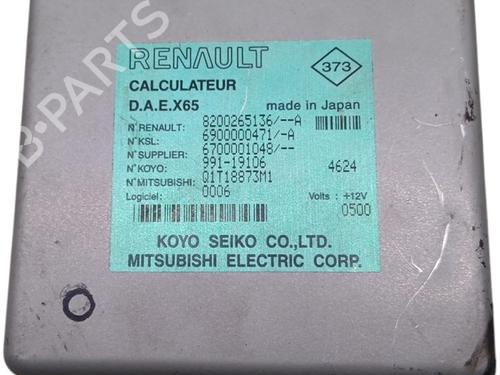 RENAULT
373
CALCULATEUR
D.A.E.X65
made in Japan
N°RENAULT: 8200265136/--A
N°KSL: 6900000471/-A
N°SUPPLIER: 6700001048/--
N°KOYO: 991-19106 4624
N°MITSUBISHI: Q1T18873M1
Logiciel: 0006 Volts : +12V
0500
KOYO SEIKO CO.,LTD.
MITSUBISHI ELECTRIC CORP.
B-PARTS